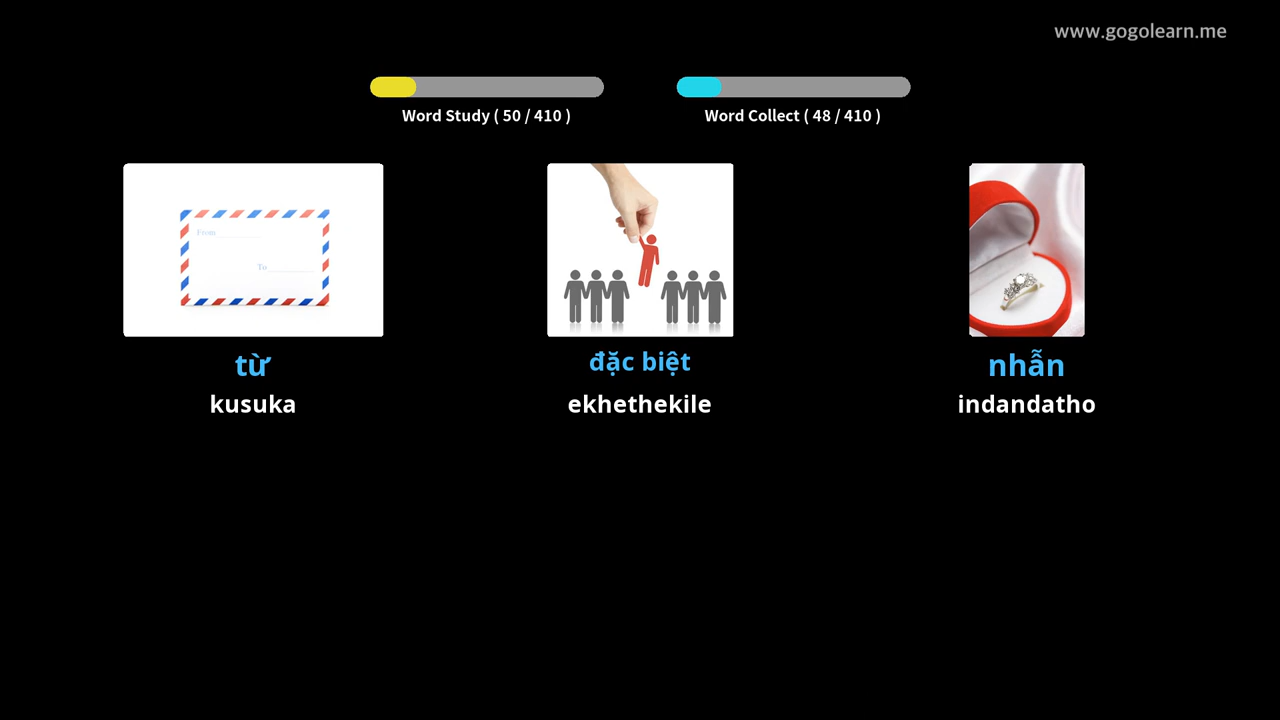 www.gogolearn.me
Word Study ( 50 / 410 )
Word Collect ( 48 / 410 )
From
To
từ
kusuka
đặc biệt
ekhethekile
nhẫn
indandatho